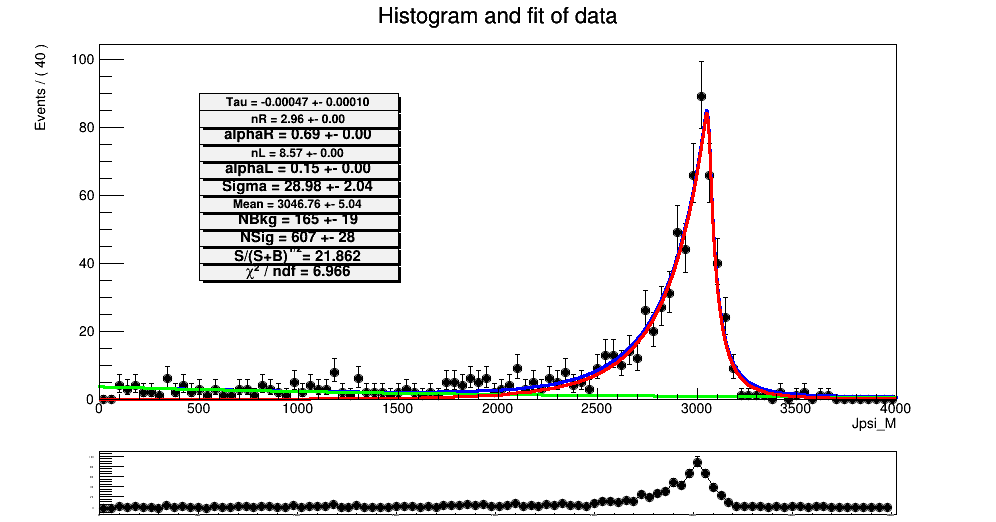 Histogram and fit of data
Events / ( 40 )
100
80
60
40
20
0
Tau = -0.00047 +- 0.00010
nR = 2.96 +- 0.00
alphaR = 0.69 +- 0.00
nL = 8.57 +- 0.00
alphaL = 0.15 +- 0.00
Sigma = 28.98 +- 2.04
Mean = 3046.76 +- 5.04
NBkg = 165 +- 19
NSig = 607 +- 28
S/(S+B)^1/2 = 21.862
χ² / ndf = 6.966
0 500 1000 1500 2000 2500 3000 3500 4000
Jpsi_M